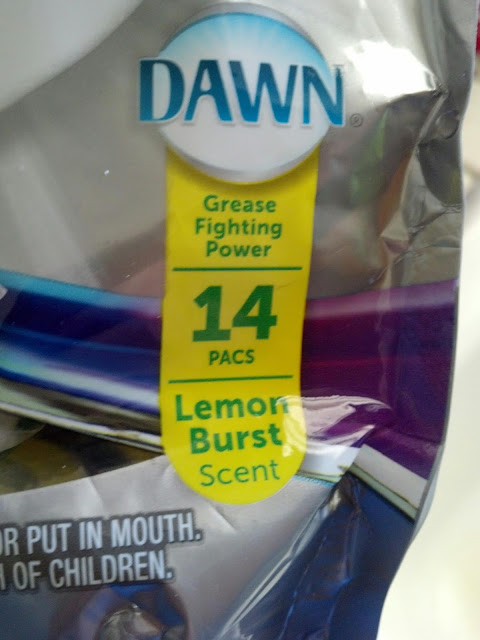 DAWN®
Grease
Fighting
Power
14
PACS
Lemon
Burst
Scent
OR PUT IN MOUTH.
OF CHILDREN.